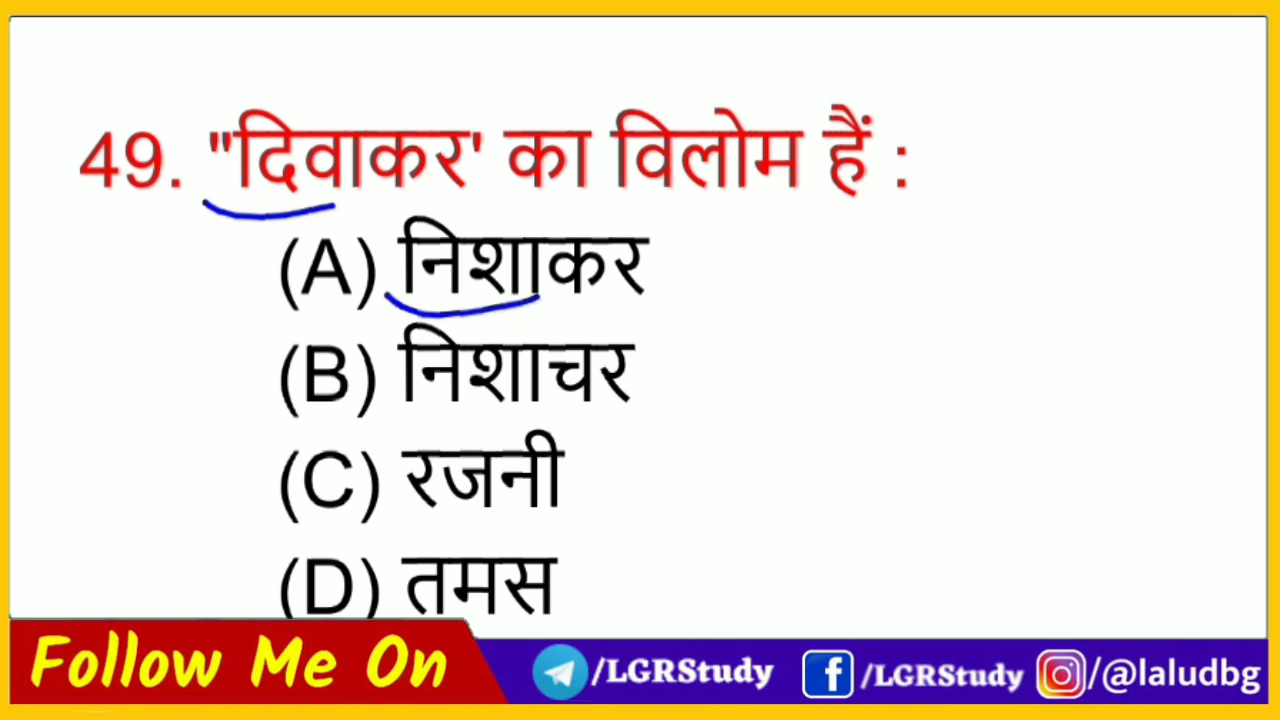 49. "दिवाकर' का विलोम हैं :
(A) निशाकर
(B) निशाचर
(C) रजनी
(D) तमस
Follow Me On /LGRStudy /LGRStudy /@laludbg